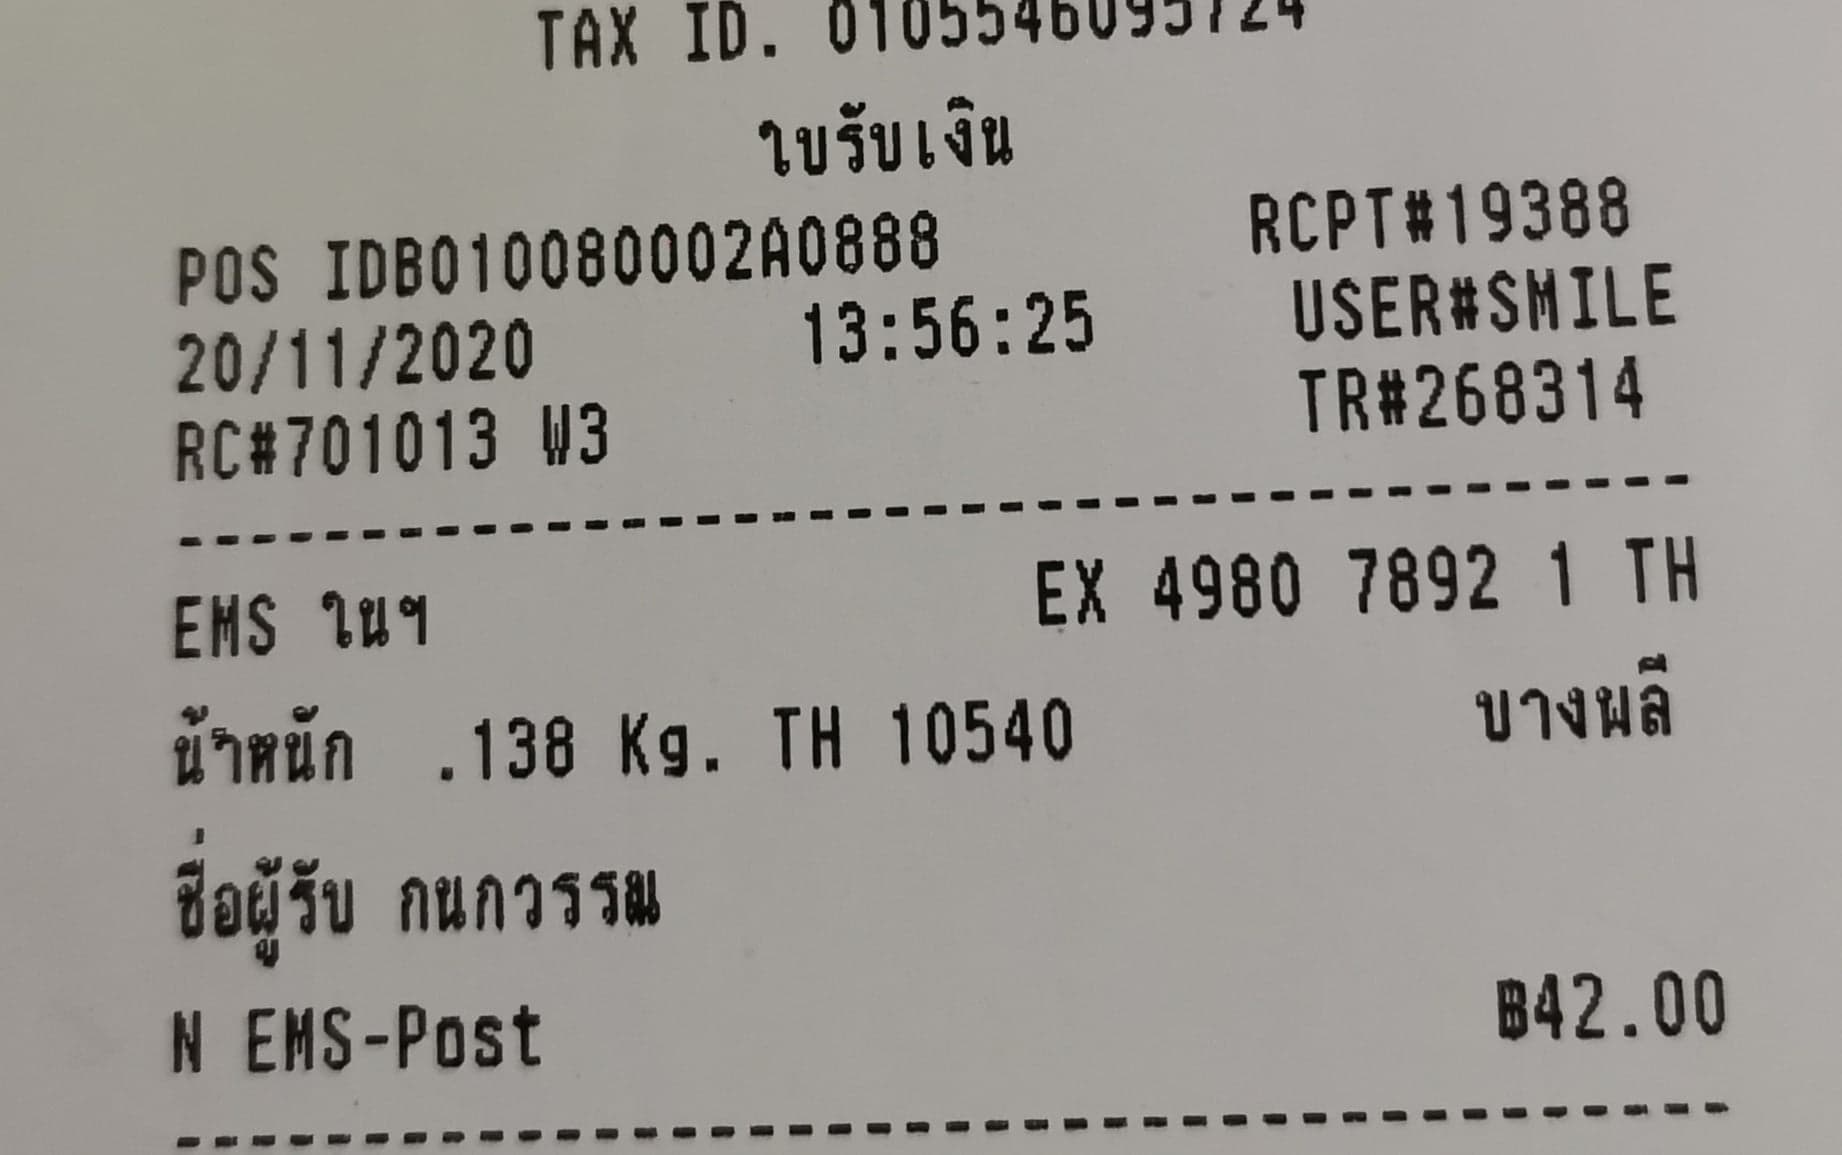 TAX ID. 0105546095724
ใบรับเงิน
POS IDB010080002A0888 RCPT#19388
20/11/2020 13:56:25 USER#SMILE
RC#701013 W3 TR#268314
EMS ในฯ EX 4980 7892 1 TH
น้ำหนัก .138 Kg. TH 10540 บางพลี
ชื่อผู้รับ กนกวรรณ
N EMS-Post ฿42.00